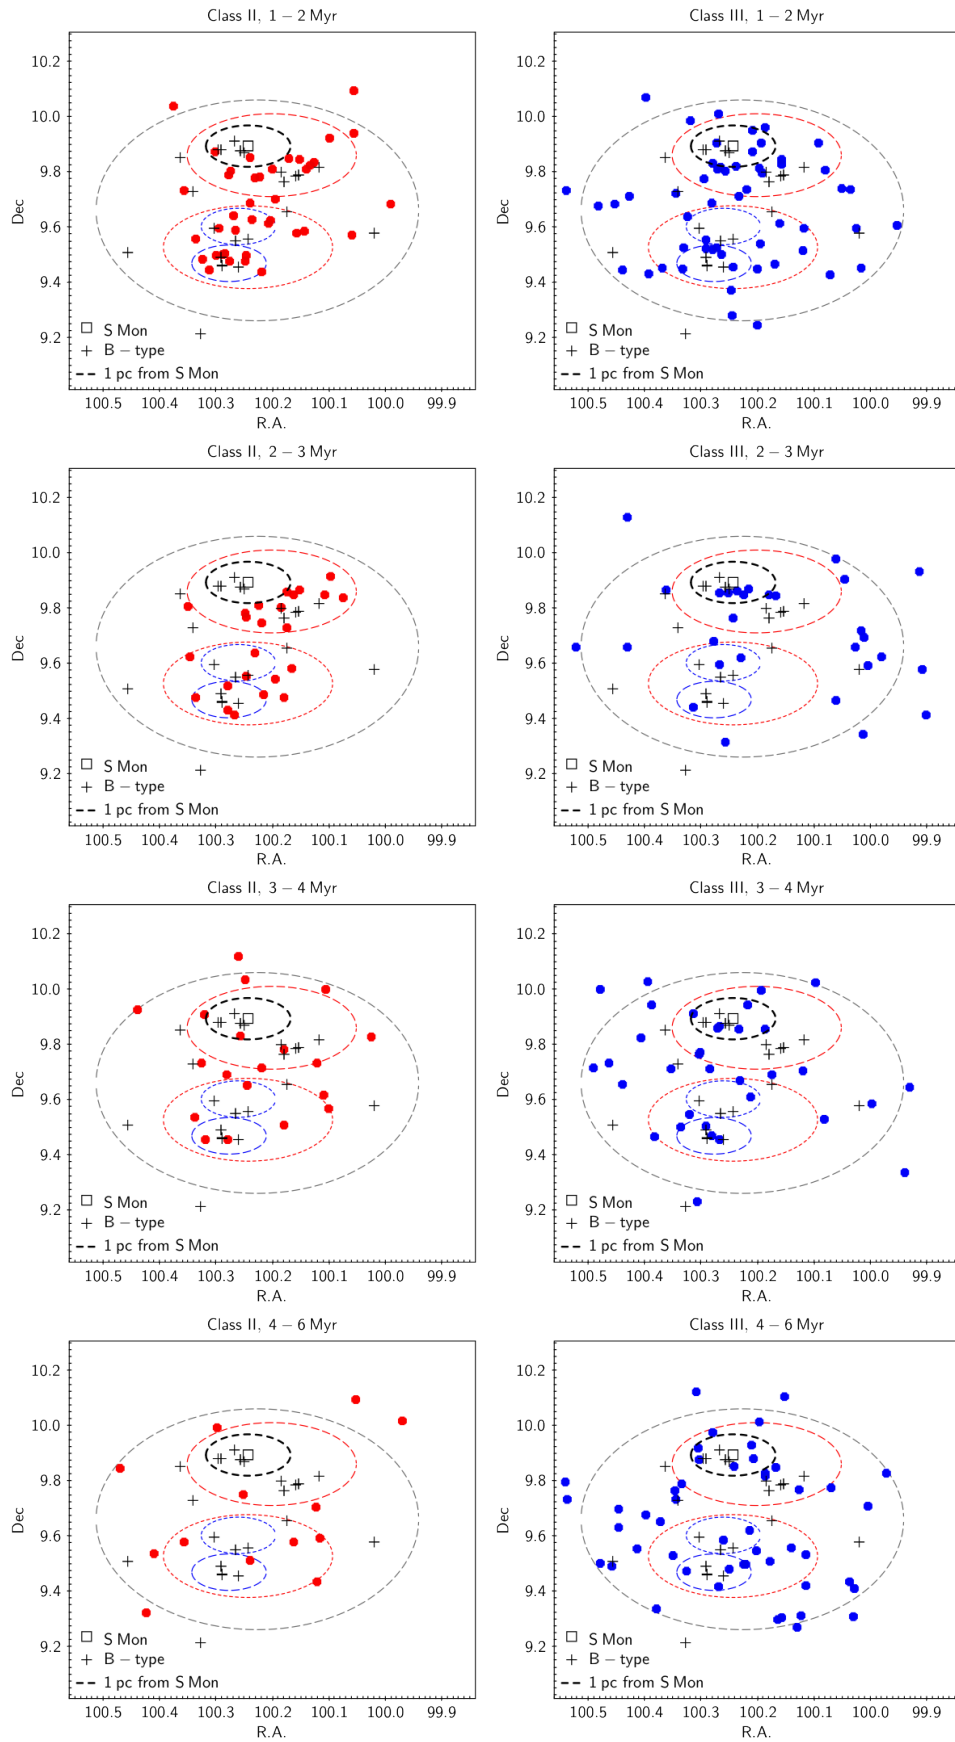 Class II, 1 – 2 Myr
Class III, 1 – 2 Myr
10.2
10.0
9.8
9.6
9.4
9.2
Dec
S Mon
B – type
1 pc from S Mon
100.5 100.4 100.3 100.2 100.1 100.0 99.9
R.A.
10.2
10.0
9.8
9.6
9.4
9.2
Dec
S Mon
B – type
1 pc from S Mon
100.5 100.4 100.3 100.2 100.1 100.0 99.9
R.A.
Class II, 2 – 3 Myr
Class III, 2 – 3 Myr
10.2
10.0
9.8
9.6
9.4
9.2
Dec
S Mon
B – type
1 pc from S Mon
100.5 100.4 100.3 100.2 100.1 100.0 99.9
R.A.
10.2
10.0
9.8
9.6
9.4
9.2
Dec
S Mon
B – type
1 pc from S Mon
100.5 100.4 100.3 100.2 100.1 100.0 99.9
R.A.
Class II, 3 – 4 Myr
Class III, 3 – 4 Myr
10.2
10.0
9.8
9.6
9.4
9.2
Dec
S Mon
B – type
1 pc from S Mon
100.5 100.4 100.3 100.2 100.1 100.0 99.9
R.A.
10.2
10.0
9.8
9.6
9.4
9.2
Dec
S Mon
B – type
1 pc from S Mon
100.5 100.4 100.3 100.2 100.1 100.0 99.9
R.A.
Class II, 4 – 6 Myr
Class III, 4 – 6 Myr
10.2
10.0
9.8
9.6
9.4
9.2
Dec
S Mon
B – type
1 pc from S Mon
100.5 100.4 100.3 100.2 100.1 100.0 99.9
R.A.
10.2
10.0
9.8
9.6
9.4
9.2
Dec
S Mon
B – type
1 pc from S Mon
100.5 100.4 100.3 100.2 100.1 100.0 99.9
R.A.